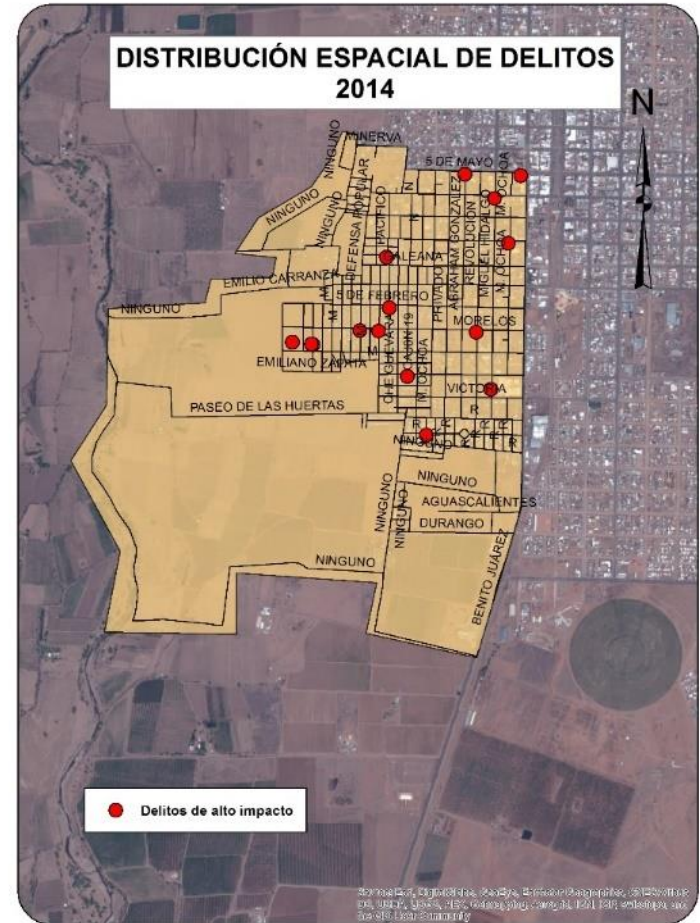 DISTRIBUCIÓN ESPACIAL DE DELITOS
2014
N
MINERVA
NINGUNO
5 DE MAYO
DEFENSA POPULAR
PACIFICO
N
N
ABRAHAM GONZALEZ
REVOLUCION
MIGUEL HIDALGO
M. OCHOA
NINGUNO
NINGUNO
ALEANA
M. OCHOA
EMILIO CARRANZA
PRIVADO
NINGUNO
M
M
5 DE FEBRERO
MORELOS
CHE GUEVARA
M
EMILIANO ZAPATA
M. OCHOA
VICTORIA
PASEO DE LAS HUERTAS
R
R
R
R
R
R
R
R
NINGUNO
NINGUNO
NINGUNO
NINGUNO
AGUASCALIENTES
DURANGO
NINGUNO
BENITO JUÁREZ
Delitos de alto impacto